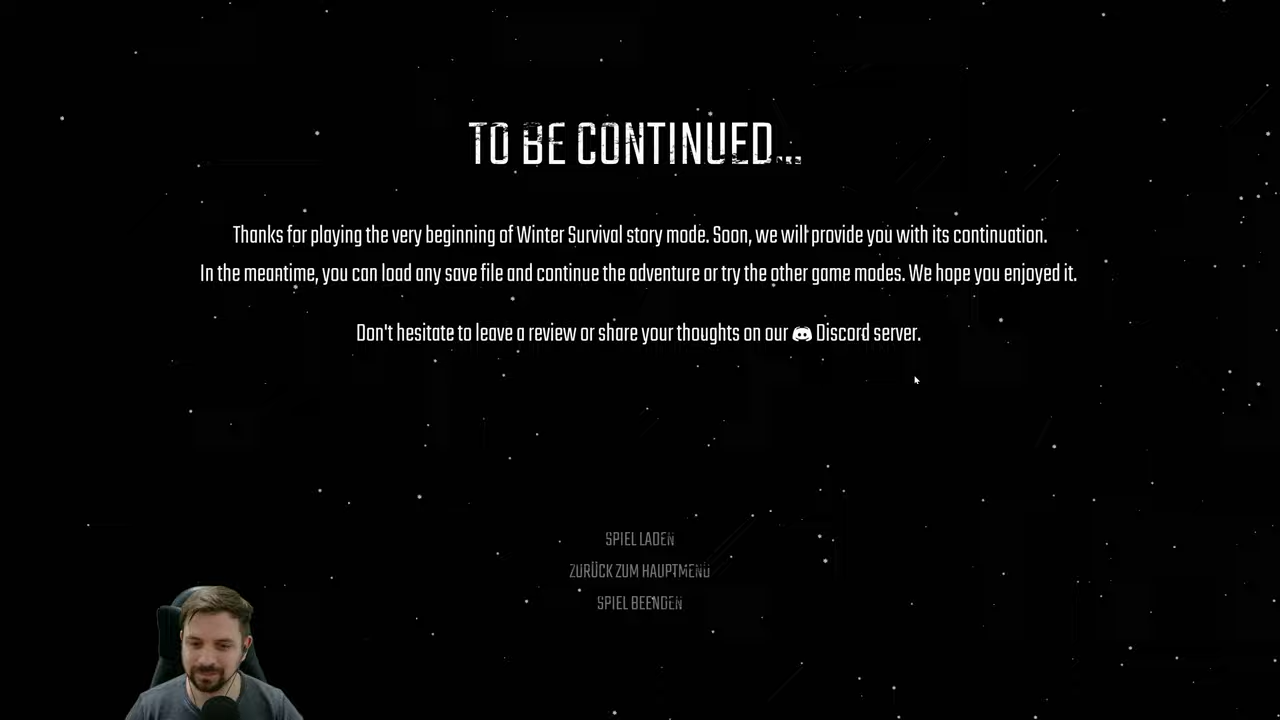 TO BE CONTINUED...
Thanks for playing the very beginning of Winter Survival story mode. Soon, we will provide you with its continuation.
In the meantime, you can load any save file and continue the adventure or try the other game modes. We hope you enjoyed it.
Don't hesitate to leave a review or share your thoughts on our Discord server.
SPIEL LADEN
ZURÜCK ZUM HAUPTMENÜ
SPIEL BEENDEN